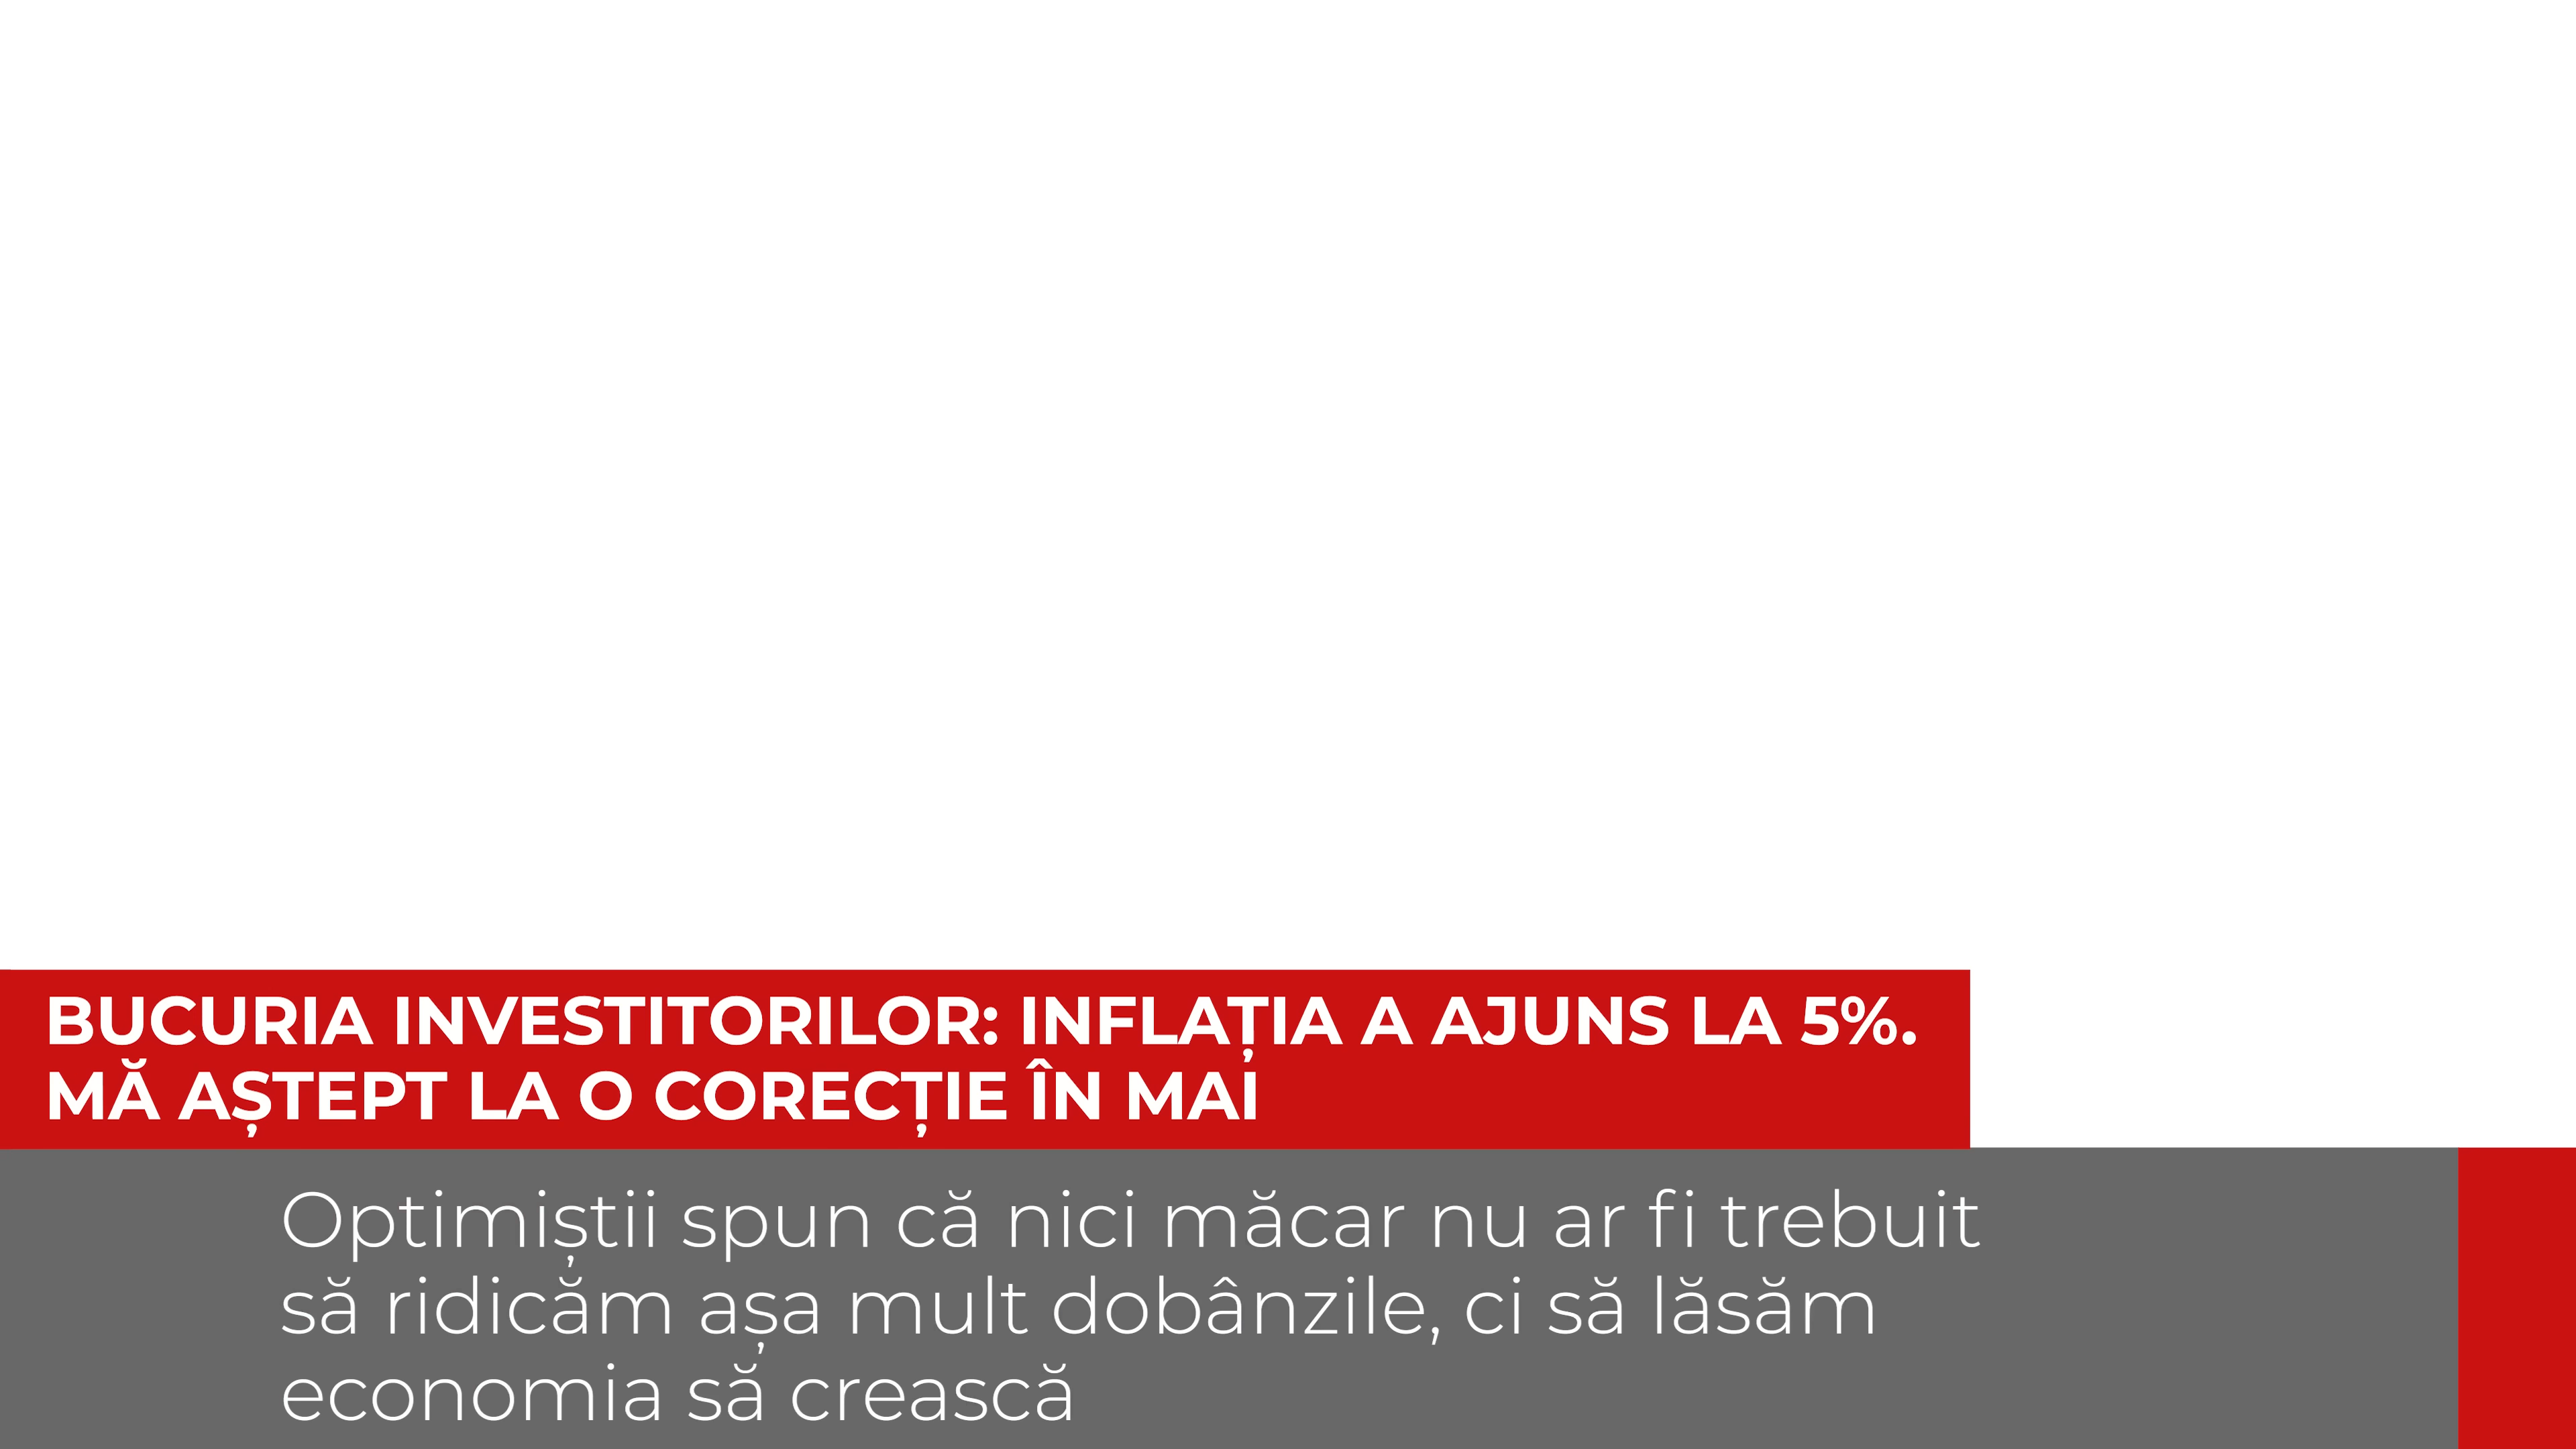 BUCURIA INVESTITORILOR: INFLAȚIA A AJUNS LA 5%.
MĂ AȘTEPT LA O CORECȚIE ÎN MAI
Optimiștii spun că nici măcar nu ar fi trebuit
să ridicăm așa mult dobânzile, ci să lăsăm
economia să crească